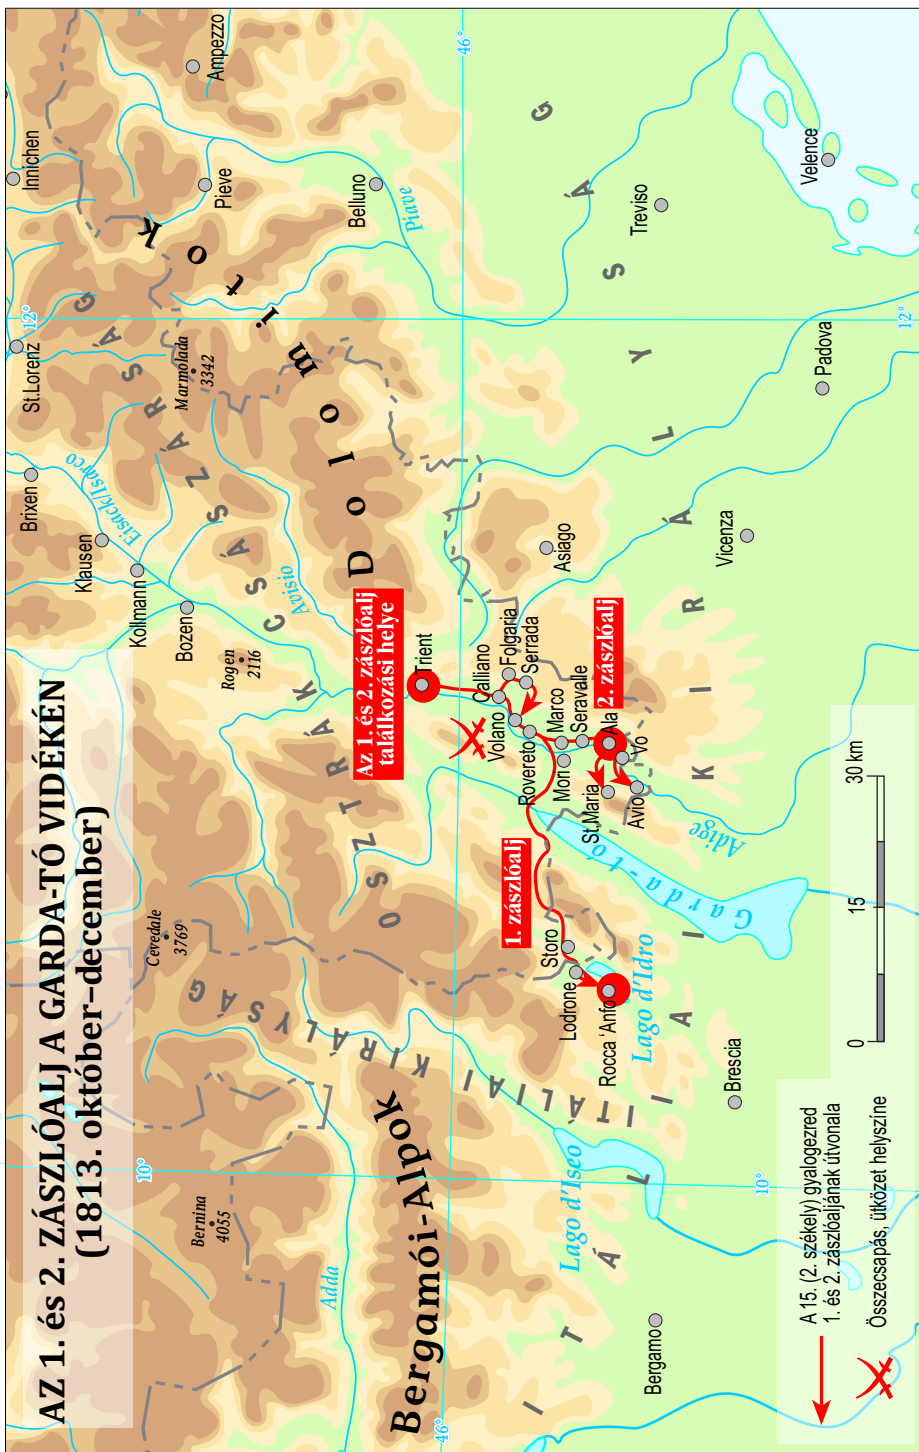 AZ 1. és 2. ZÁSZLÓALJ A GARDA-TÓ VIDÉKÉN
(1813. október–december)
Innichen
Ampezzo
Pieve
Belluno
Piave
46°
12°
St.Lorenz
Marmolada
3342
Dolomitok
Brixen
Eisack/Isarco
Klausen
Kollmann
Bozen
Rogen
2116
Avisio
OSZTRÁK CSÁSZÁRSÁG
Treviso
Velence
12°
Padova
Vicenza
Asiago
Az 1. és 2. zászlóalj
találkozási helye
Trient
Calliano
Folgaria
Serrada
Volano
Rovereto
Marco
Mori
Seravalle
2. zászlóalj
Ala
Vo
St.Maria
Avio
Adige
Garda-tó
1. zászlóalj
Storo
Lodrone
Rocca 'Anfo
Lago d'Idro
Brescia
Cevedale
3769
ITÁLIAI KIRÁLYSÁG
ITÁLIAI KIRÁLYSÁG
10°
Bernina
4055
Adda
Bergamói-Alpok
46°
Lago d'Iseo
10°
Bergamo
0
15
30 km
A 15. (2. székely) gyalogezred
1. és 2. zászlóaljának útvonala
Összecsapás, ütközet helyszíne